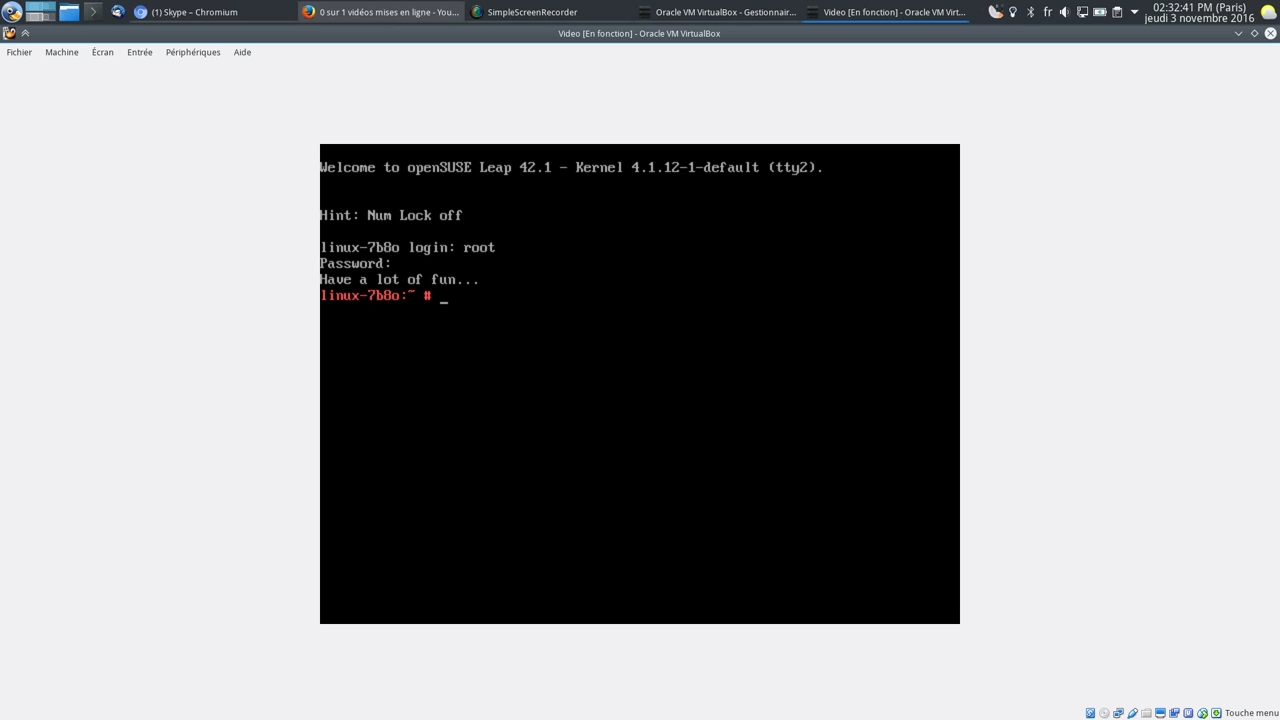 (1) Skype – Chromium
0 sur 1 vidéos mises en ligne - You...
SimpleScreenRecorder
Oracle VM VirtualBox - Gestionnair...
Video [En fonction] - Oracle VM Virt...
fr
02:32:41 PM (Paris)
jeudi 3 novembre 2016
Video [En fonction] - Oracle VM VirtualBox
Fichier Machine Écran Entrée Périphériques Aide
Welcome to openSUSE Leap 42.1 - Kernel 4.1.12-1-default (tty2).
Hint: Num Lock off
linux-7b8o login: root
Password:
Have a lot of fun...
linux-7b8o:~ # _
Touche menu